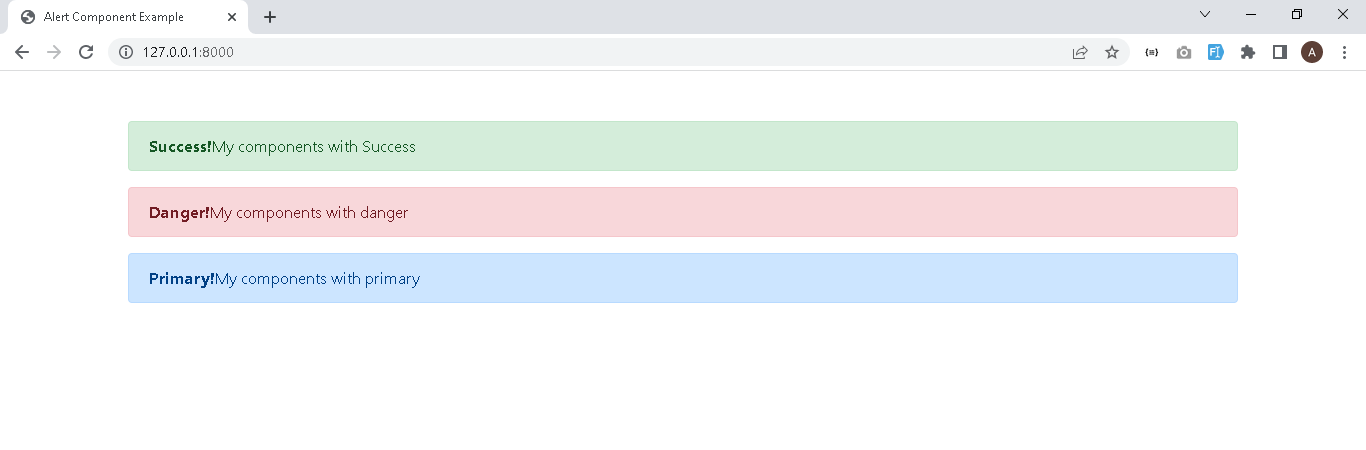 Alert Component Example
127.0.0.1:8000
A
Success!My components with Success
Danger!My components with danger
Primary!My components with primary